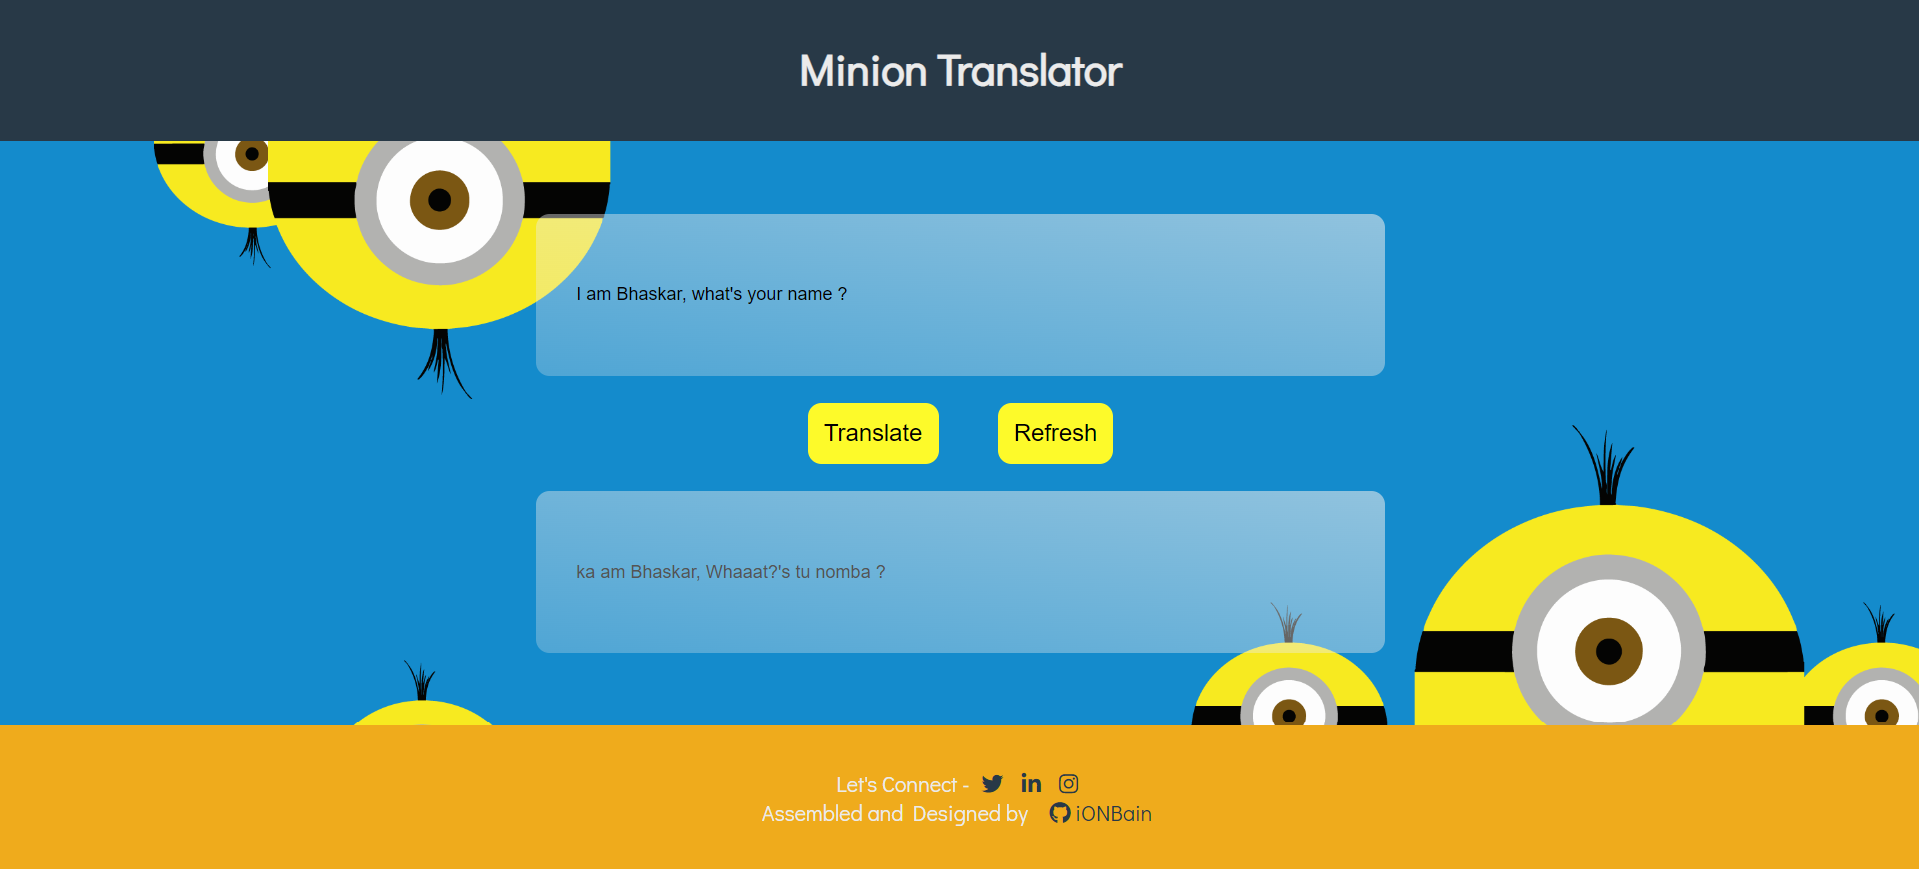 Minion Translator
I am Bhaskar, what's your name ?
Translate Refresh
ka am Bhaskar, Whaaat?'s tu nomba ?
Let's Connect -
Assembled and Designed by iONBain